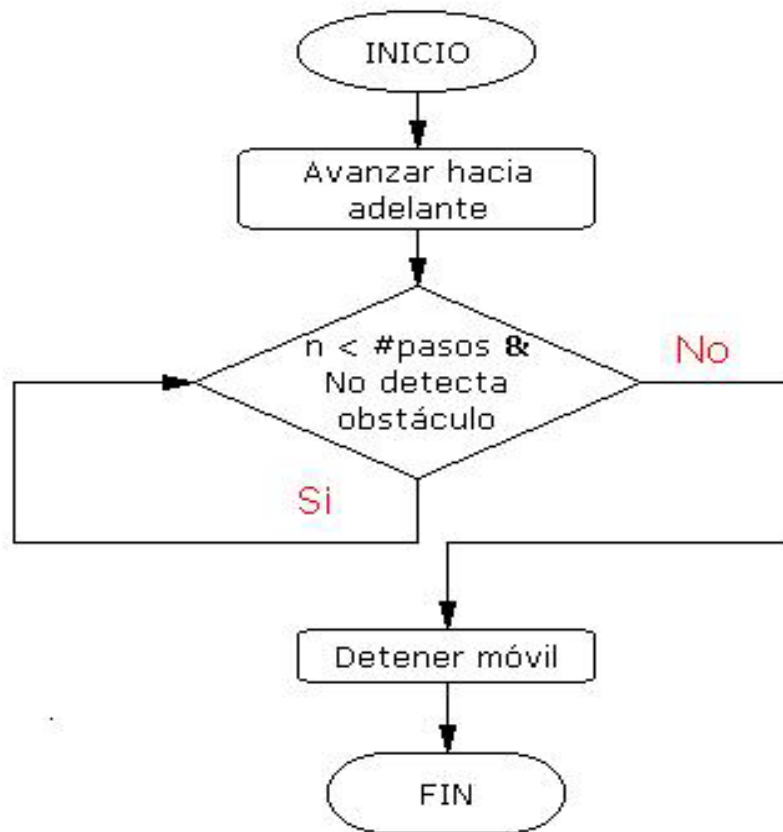 INICIO
Avanzar hacia
adelante
n < #pasos &
No detecta
obstáculo
No
Si
Detener móvil
FIN